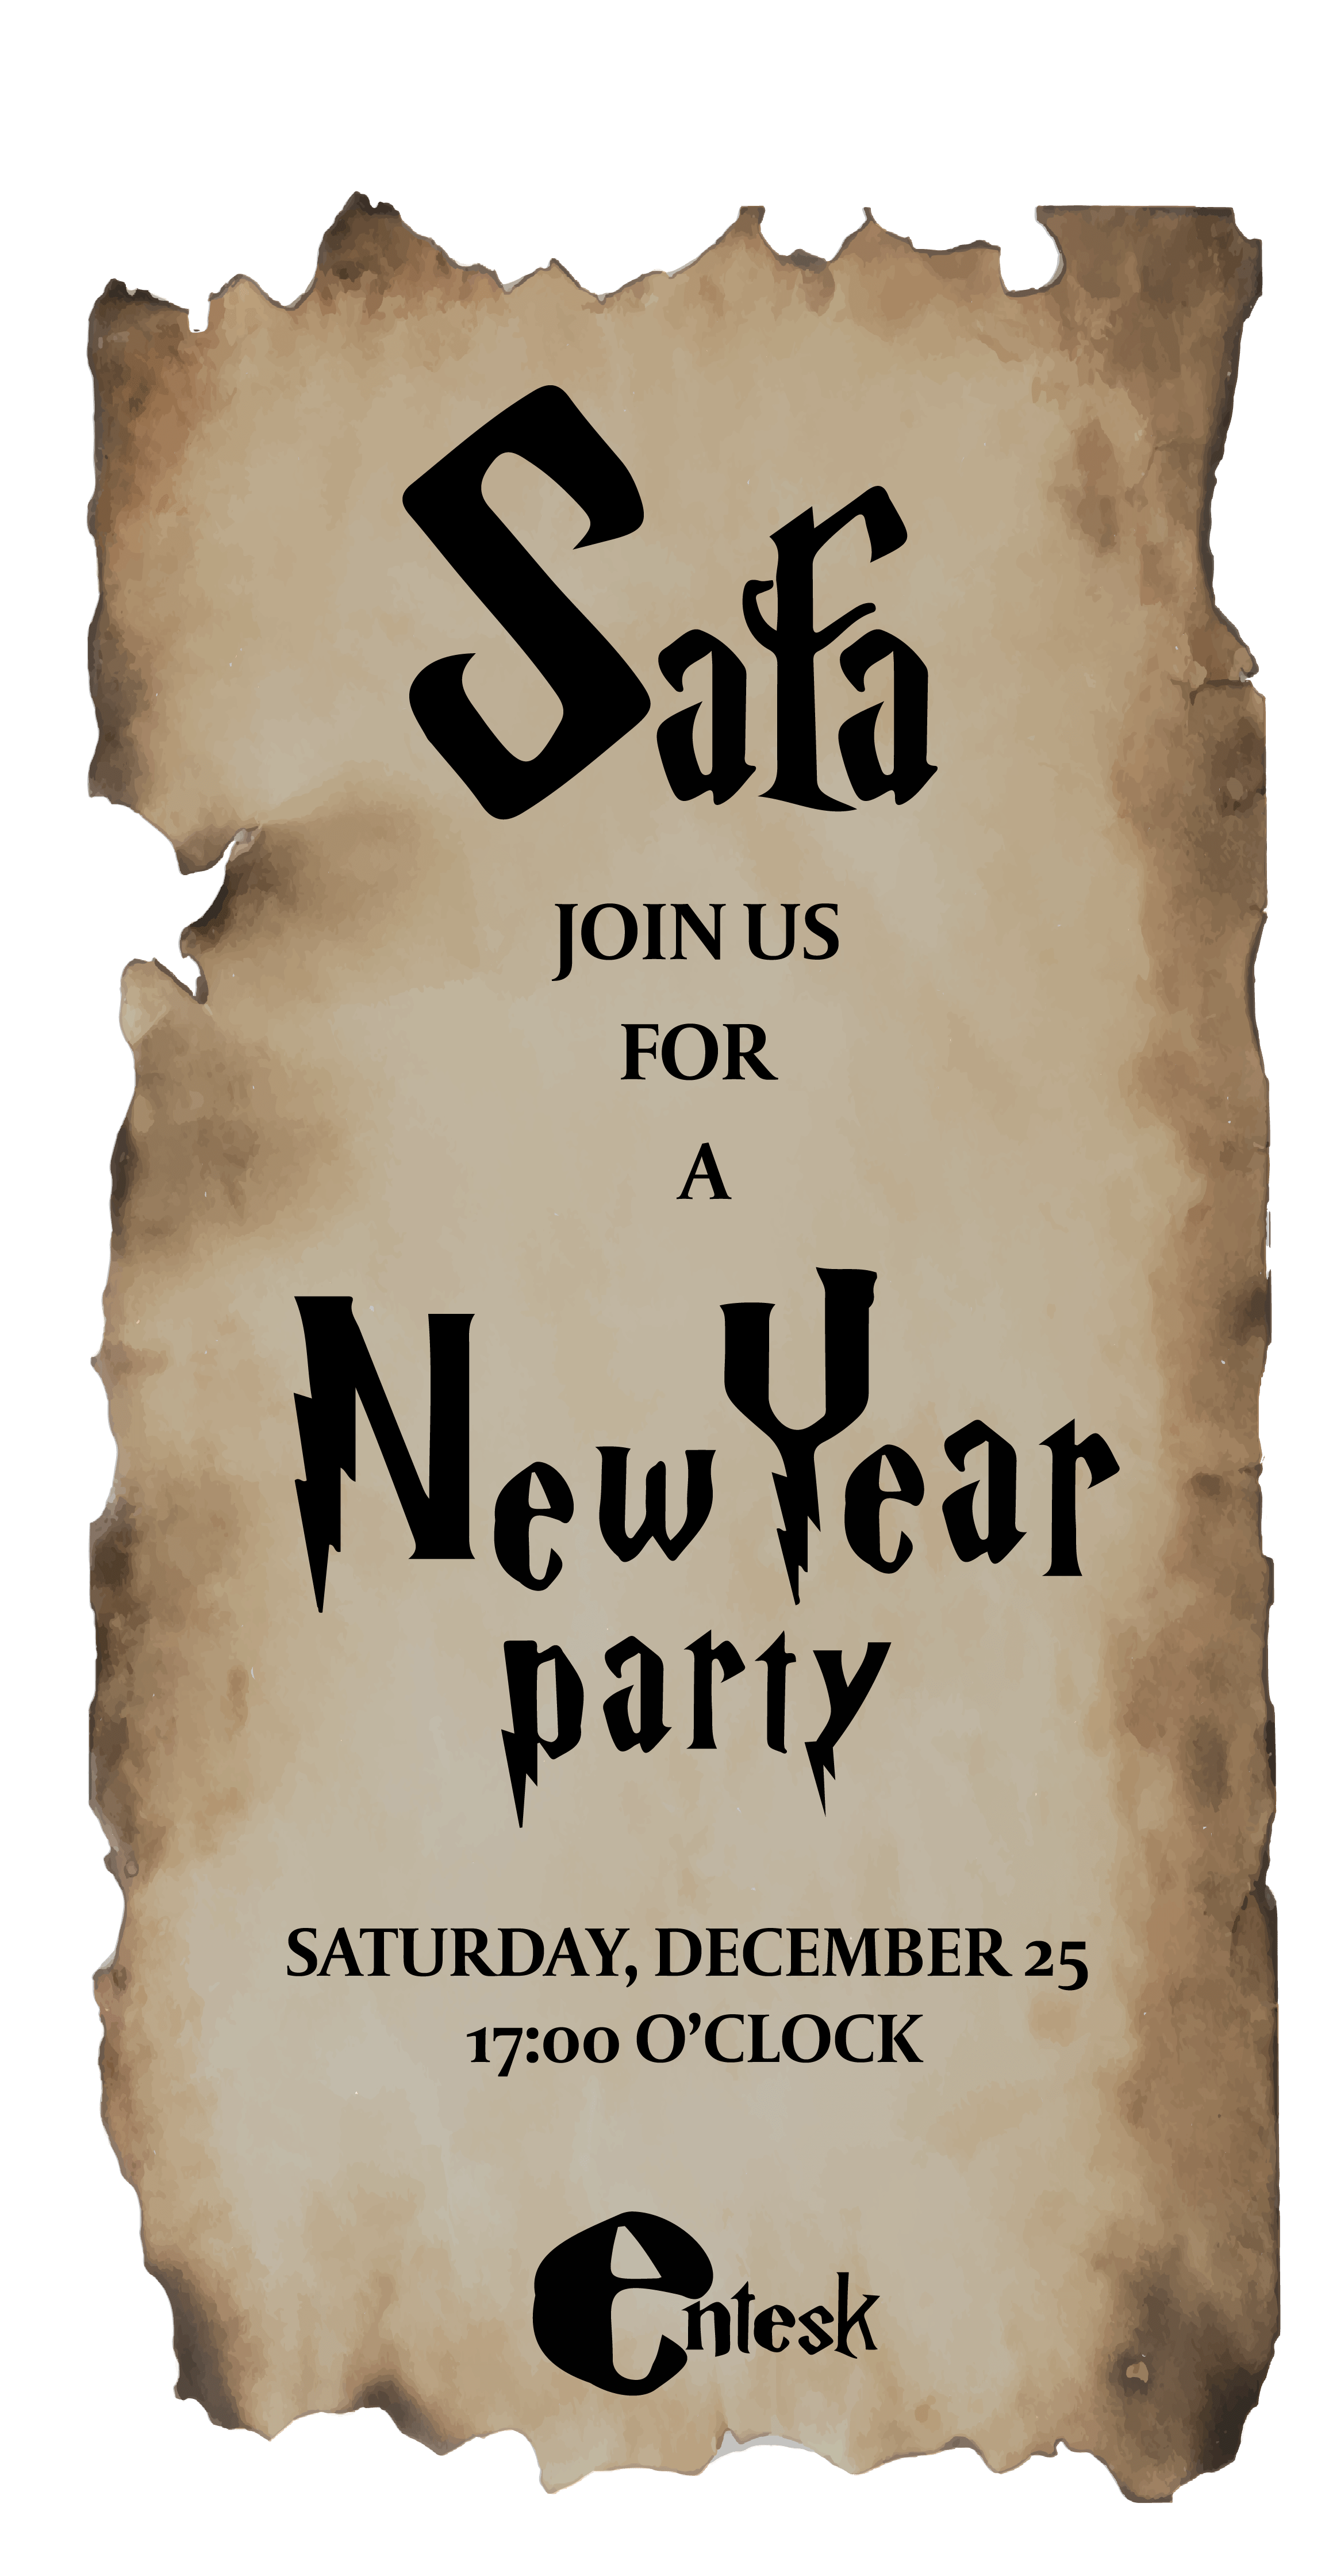 Safa
JOIN US
FOR
A
New Year
party
SATURDAY, DECEMBER 25
17:00 O’CLOCK
entesk